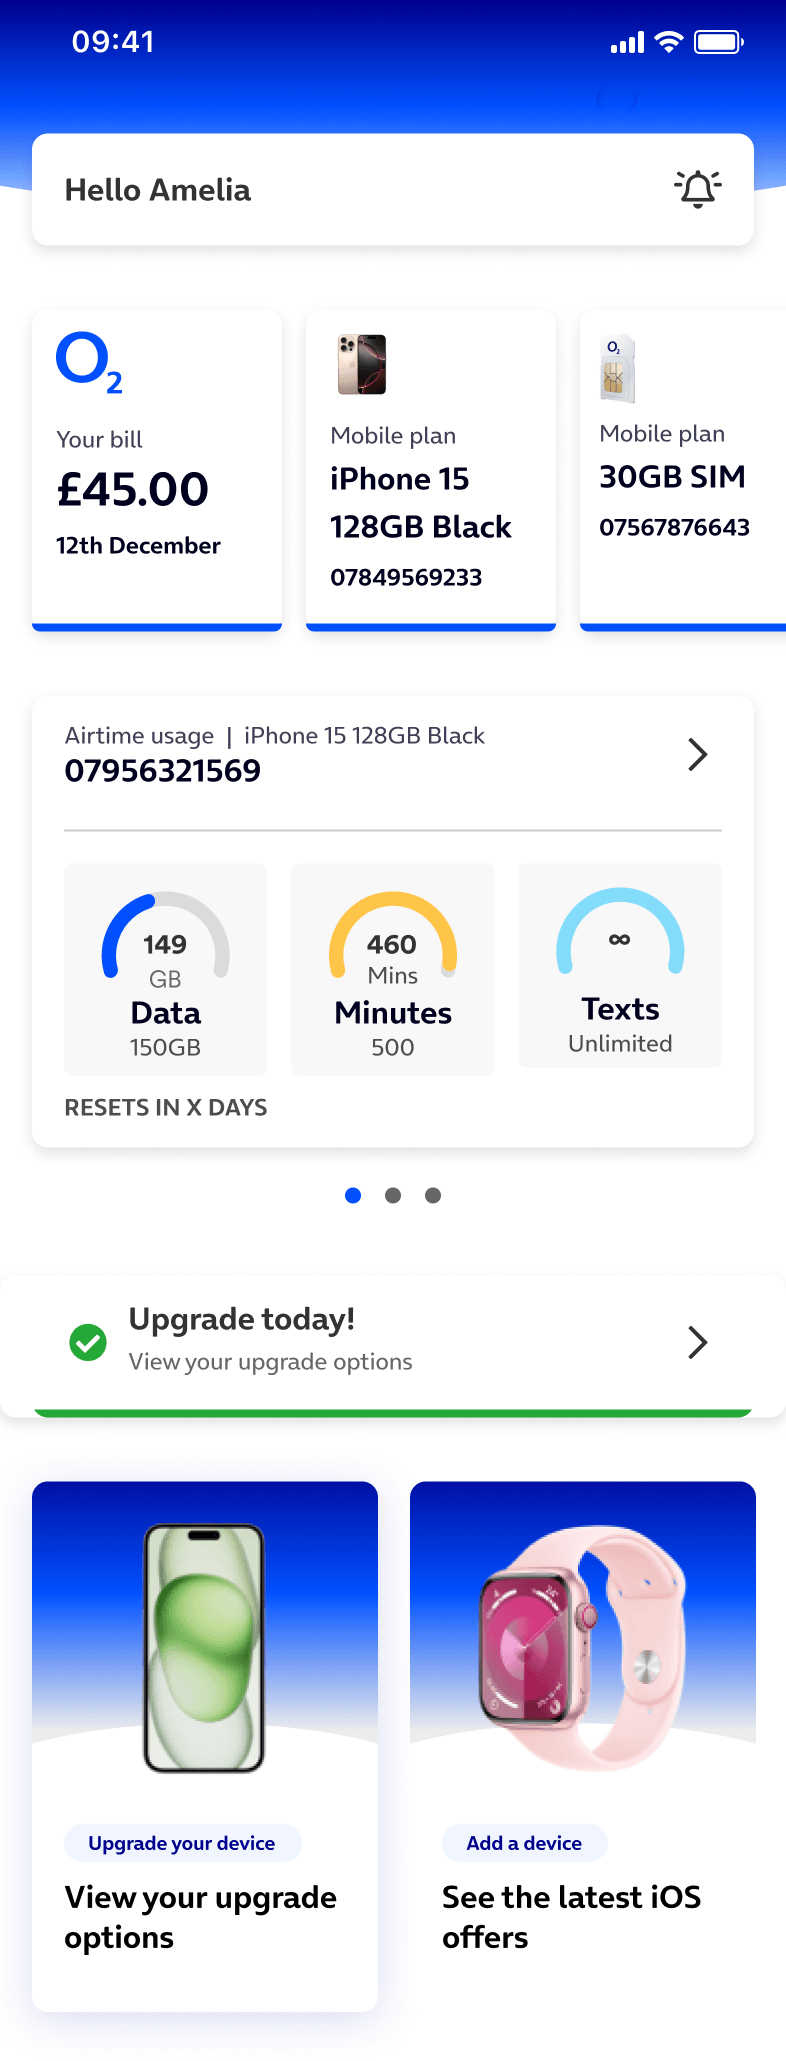 09:41
Hello Amelia
O2
Your bill
£45.00
12th December
Mobile plan
iPhone 15
128GB Black
07849569233
O2
Mobile plan
30GB SIM
07567876643
Airtime usage | iPhone 15 128GB Black
07956321569
149
GB
Data
150GB
460
Mins
Minutes
500
∞
Texts
Unlimited
RESETS IN X DAYS
Upgrade today!
View your upgrade options
Upgrade your device
View your upgrade
options
Add a device
See the latest iOS
offers